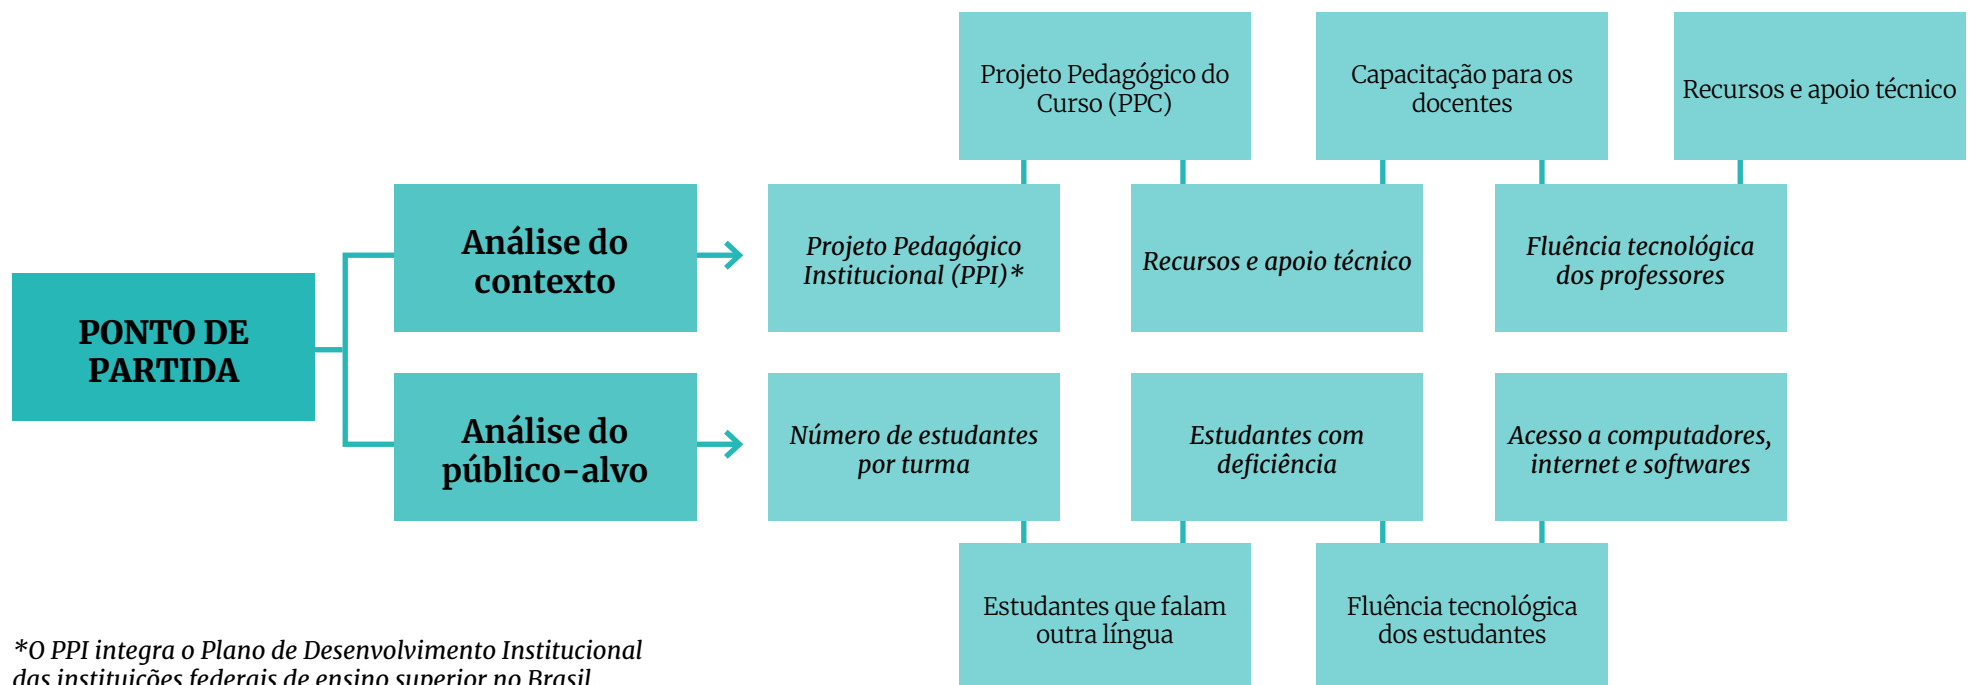 PONTO DE
PARTIDA
Análise do
contexto
Projeto Pedagógico
Institucional (PPI)*
Projeto Pedagógico do
Curso (PPC)
Recursos e apoio técnico
Capacitação para os
docentes
Fluência tecnológica
dos professores
Recursos e apoio técnico
Análise do
público-alvo
Número de estudantes
por turma
Estudantes que falam
outra língua
Estudantes com
deficiência
Fluência tecnológica
dos estudantes
Acesso a computadores,
internet e softwares
*O PPI integra o Plano de Desenvolvimento Institucional
das instituições federais de ensino superior no Brasil